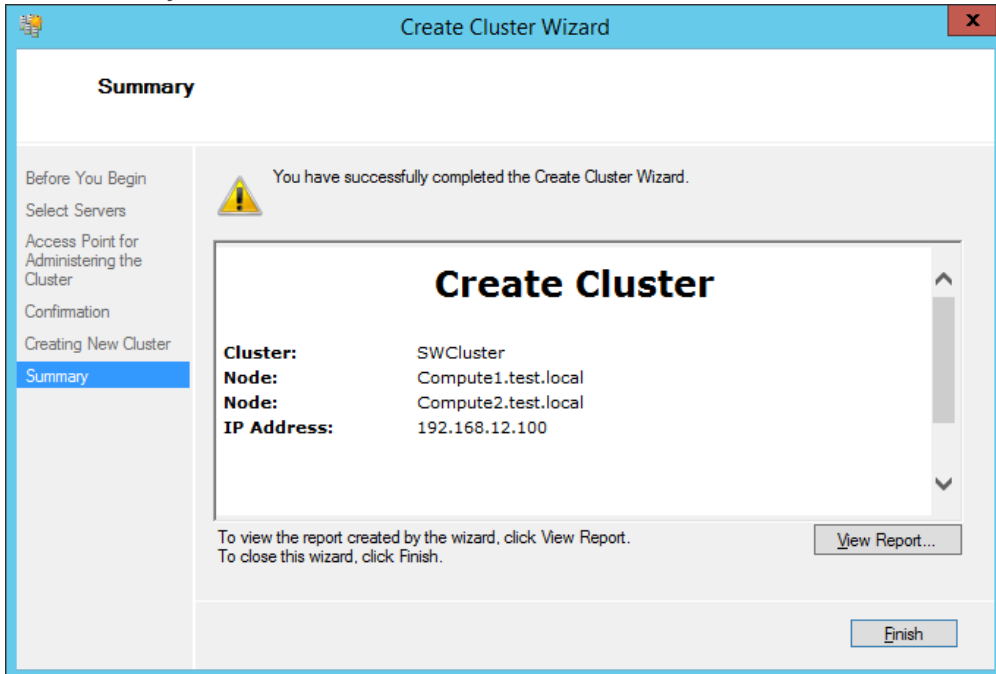 Create Cluster Wizard
x
Summary
Before You Begin
Select Servers
Access Point for
Administering the
Cluster
Confirmation
Creating New Cluster
Summary
You have successfully completed the Create Cluster Wizard.
Create Cluster
Cluster: SWCluster
Node: Compute1.test.local
Node: Compute2.test.local
IP Address: 192.168.12.100
To view the report created by the wizard, click View Report.
To close this wizard, click Finish.
View Report...
Finish